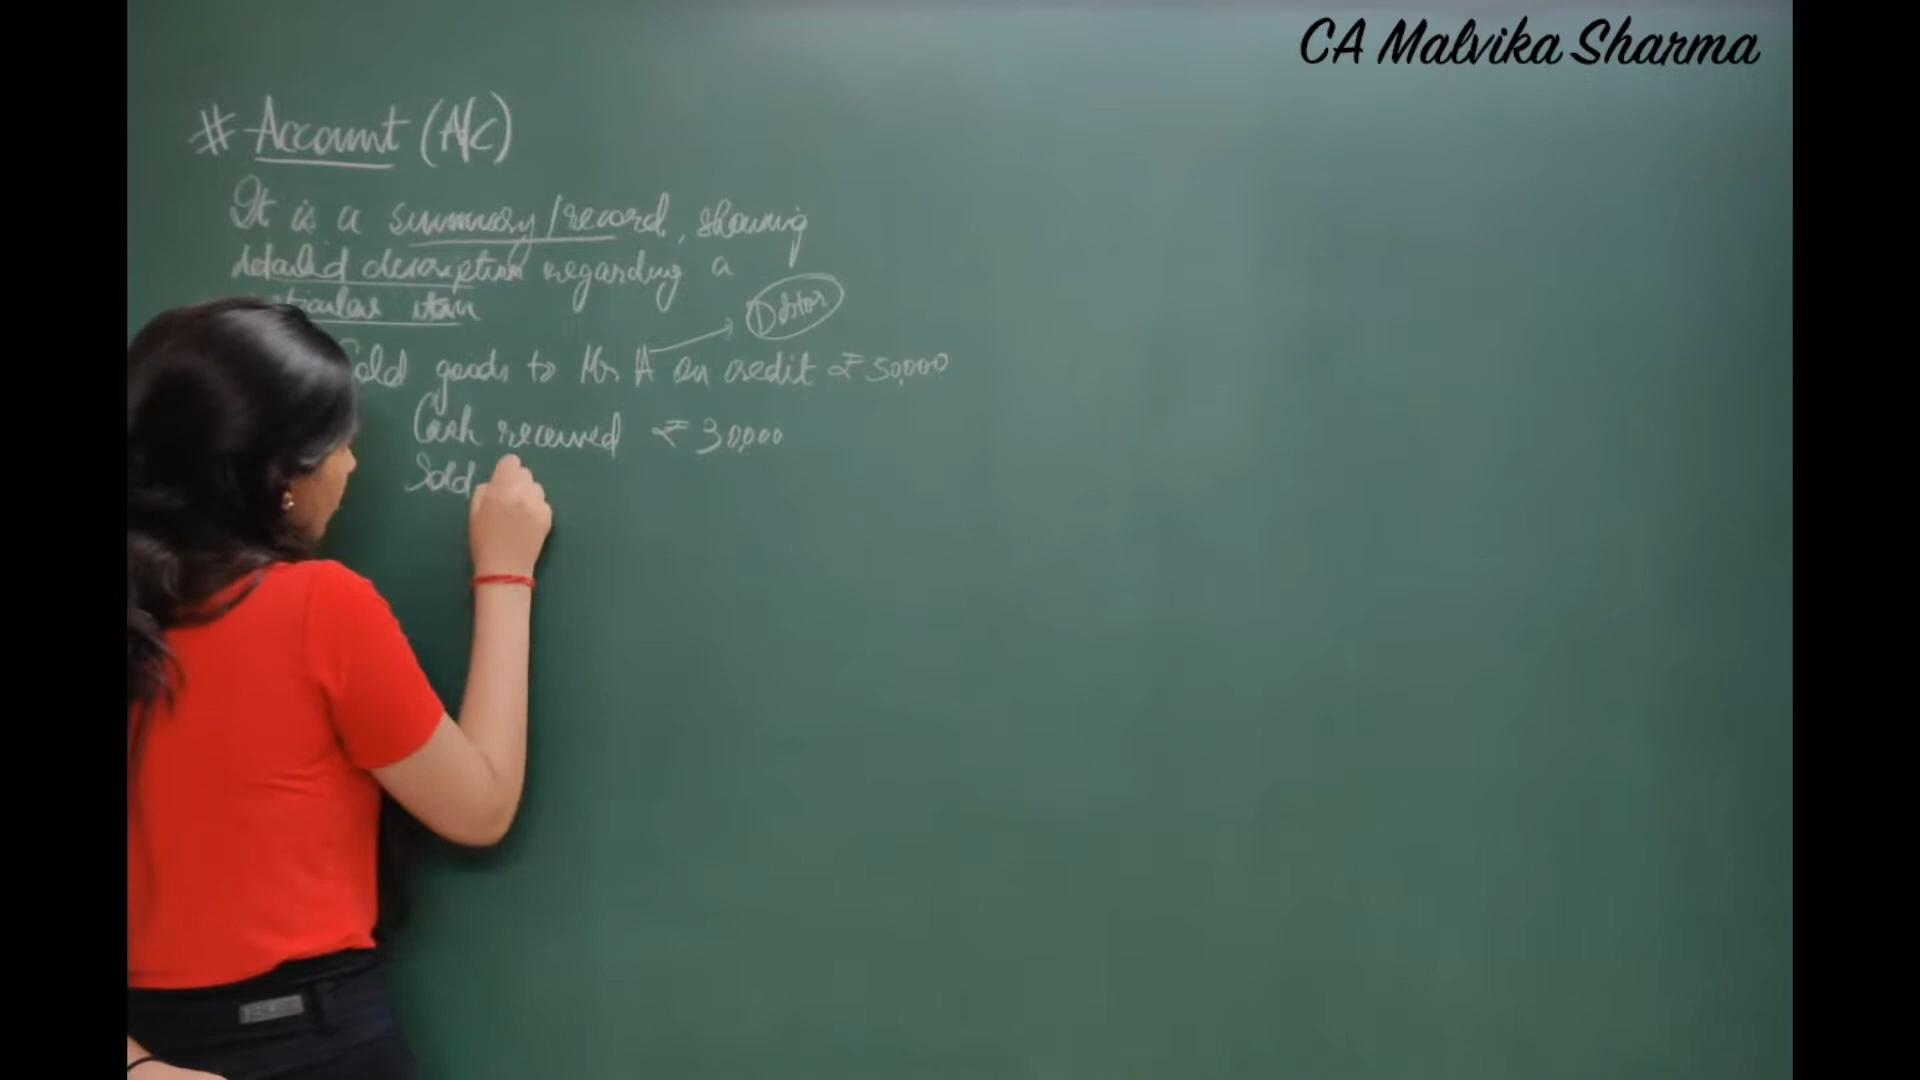 CA Malvika Sharma
# Account (A/c)
It is a summary/record, showing
detailed description regarding a
item
Debtor
Sold goods to Mr A on credit ₹ 50,000
Cash received ₹ 30,000
Sold